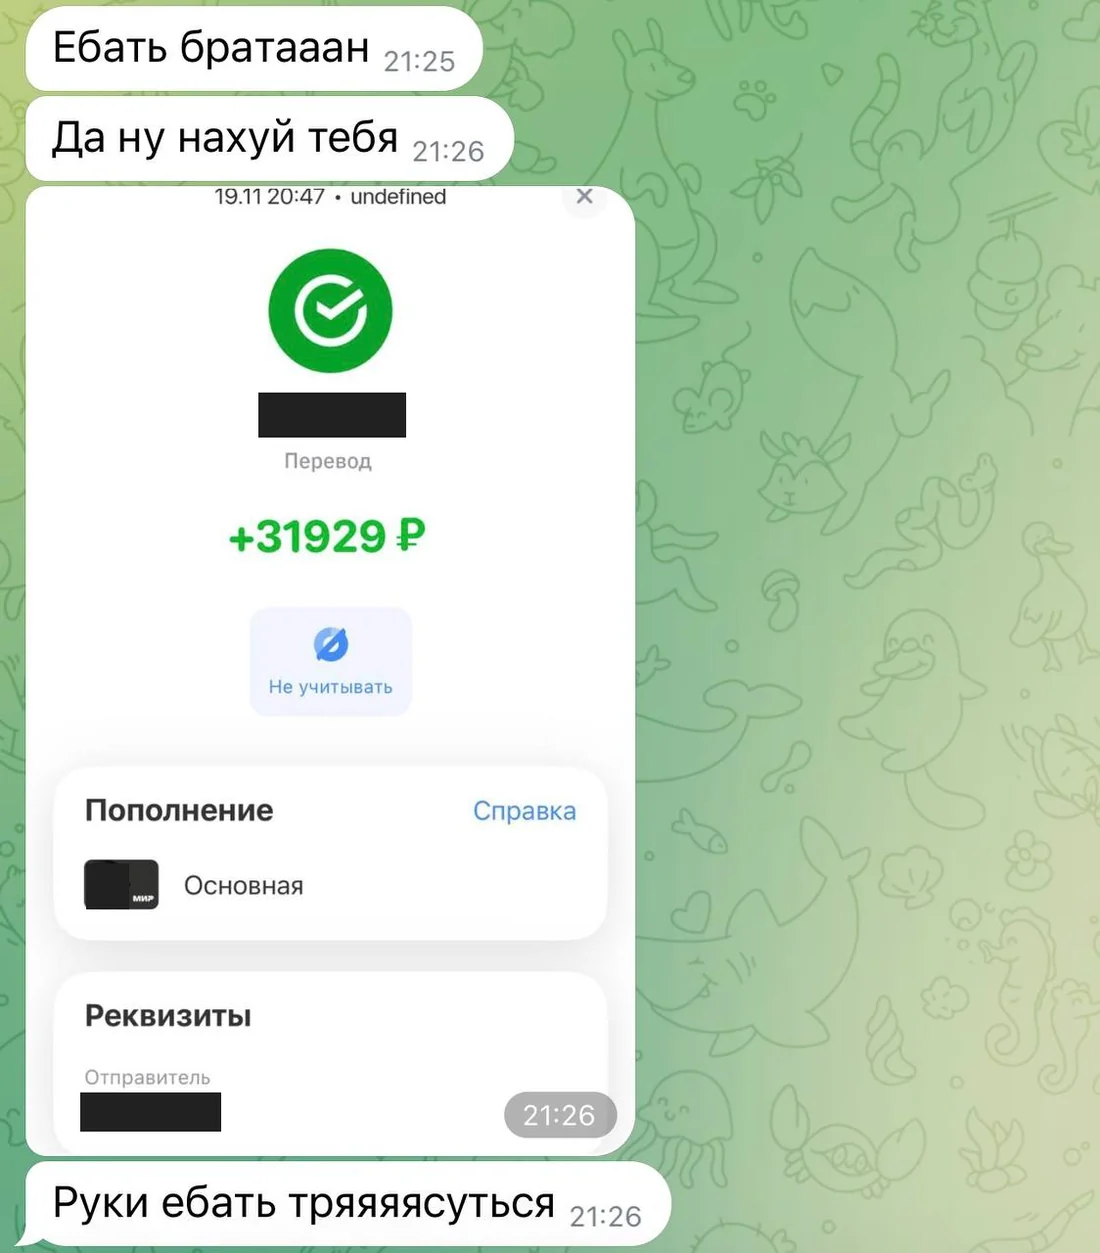 Ебать братааан 21:25
Да ну нахуй тебя 21:26
19.11 20:47 • undefined
Перевод
+31929 ₽
Не учитывать
Пополнение Справка
МИР Основная
Реквизиты
Отправитель
21:26
Руки ебать тряяяясуться 21:26